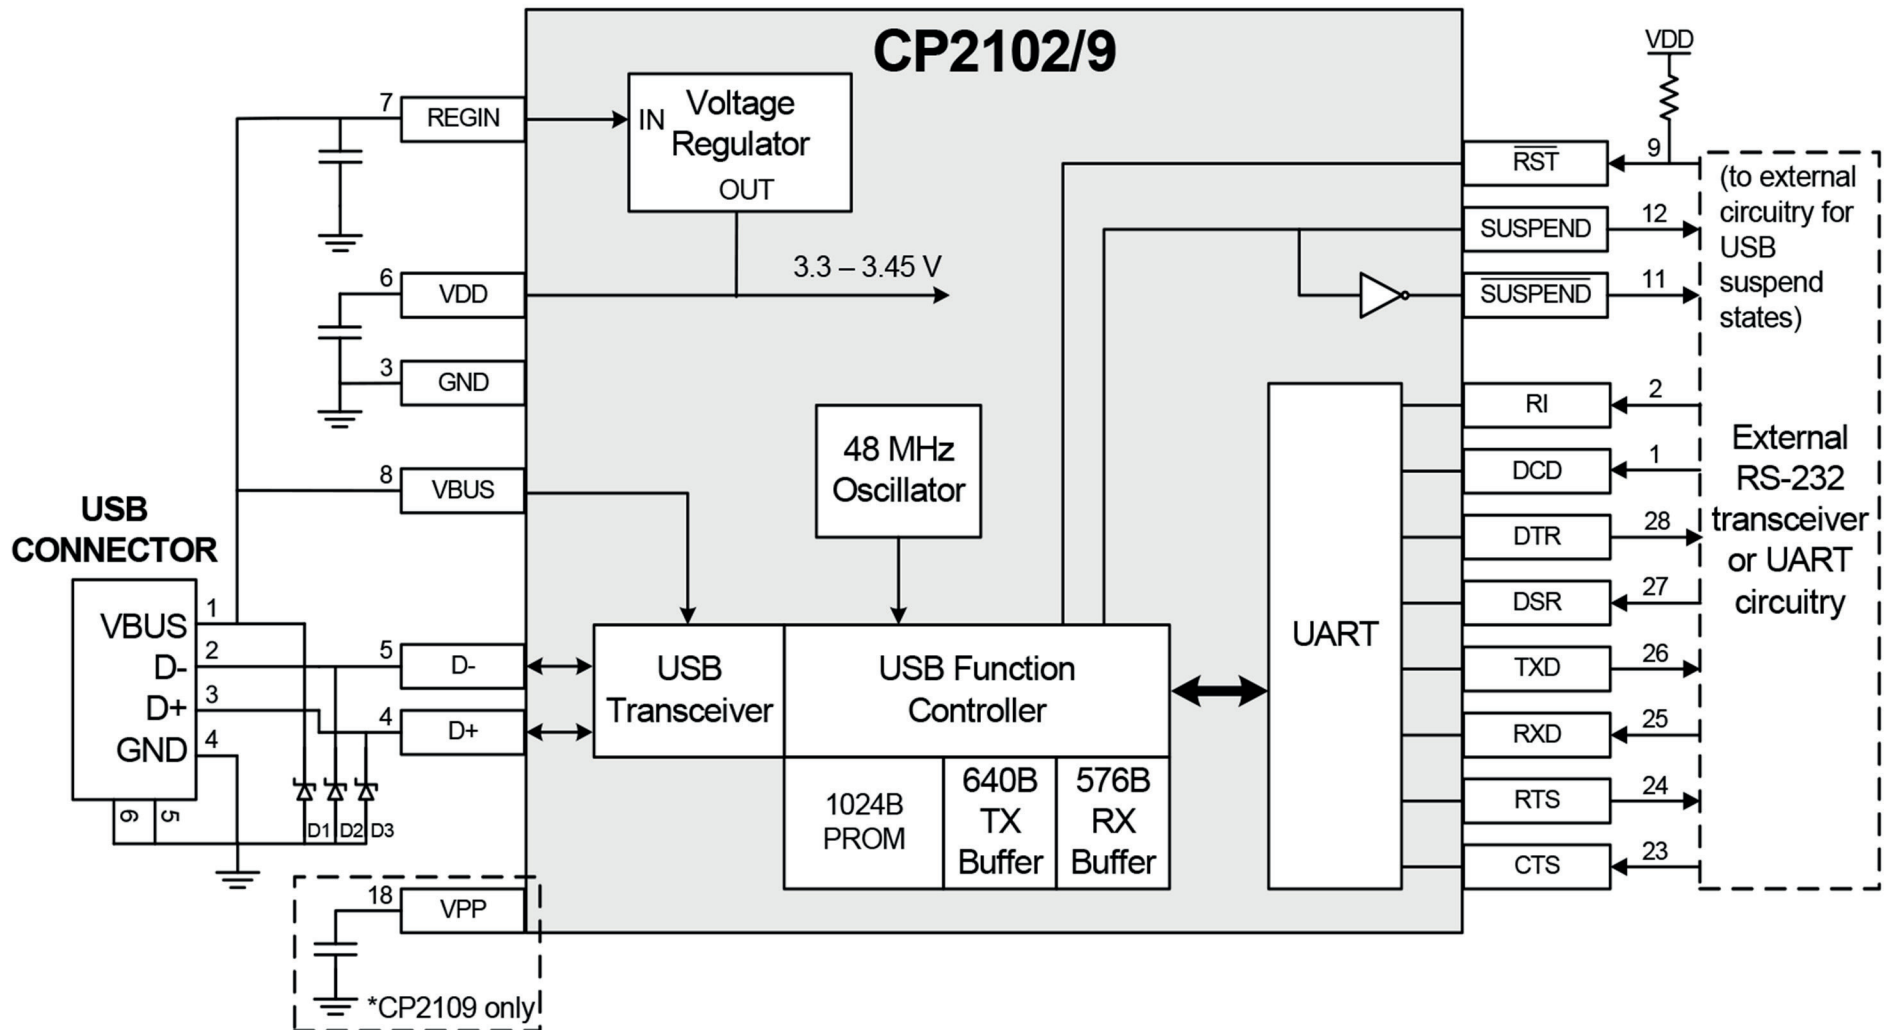 CP2102/9
7
REGIN
IN
Voltage
Regulator
OUT
6
VDD
3.3 – 3.45 V
3
GND
8
VBUS
48 MHz
Oscillator
USB
CONNECTOR
VBUS
D-
D+
GND
1
2
3
4
6
5
D1
D2
D3
5
D-
4
D+
USB
Transceiver
USB Function
Controller
1024B
PROM
640B
TX
Buffer
576B
RX
Buffer
UART
18
VPP
*CP2109 only
VDD
RST
9
SUSPEND
12
SUSPEND
11
(to external
circuitry for
USB
suspend
states)
RI
2
DCD
1
DTR
28
DSR
27
TXD
26
RXD
25
RTS
24
CTS
23
External
RS-232
transceiver
or UART
circuitry